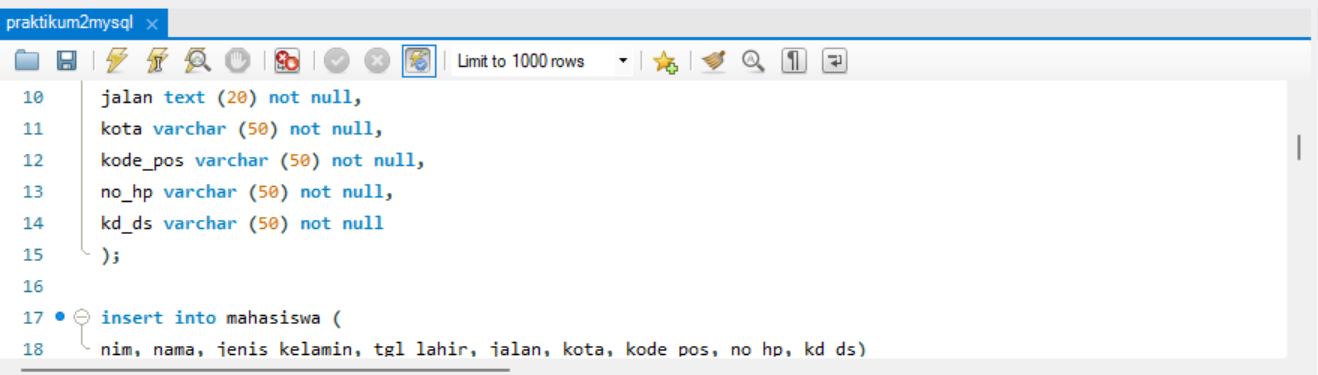 praktikum2mysql
Limit to 1000 rows
10 jalan text (20) not null,
11 kota varchar (50) not null,
12 kode_pos varchar (50) not null,
13 no_hp varchar (50) not null,
14 kd_ds varchar (50) not null
15 );
16
17 insert into mahasiswa (
18 nim, nama, jenis_kelamin, tgl_lahir, jalan, kota, kode_pos, no_hp, kd_ds)